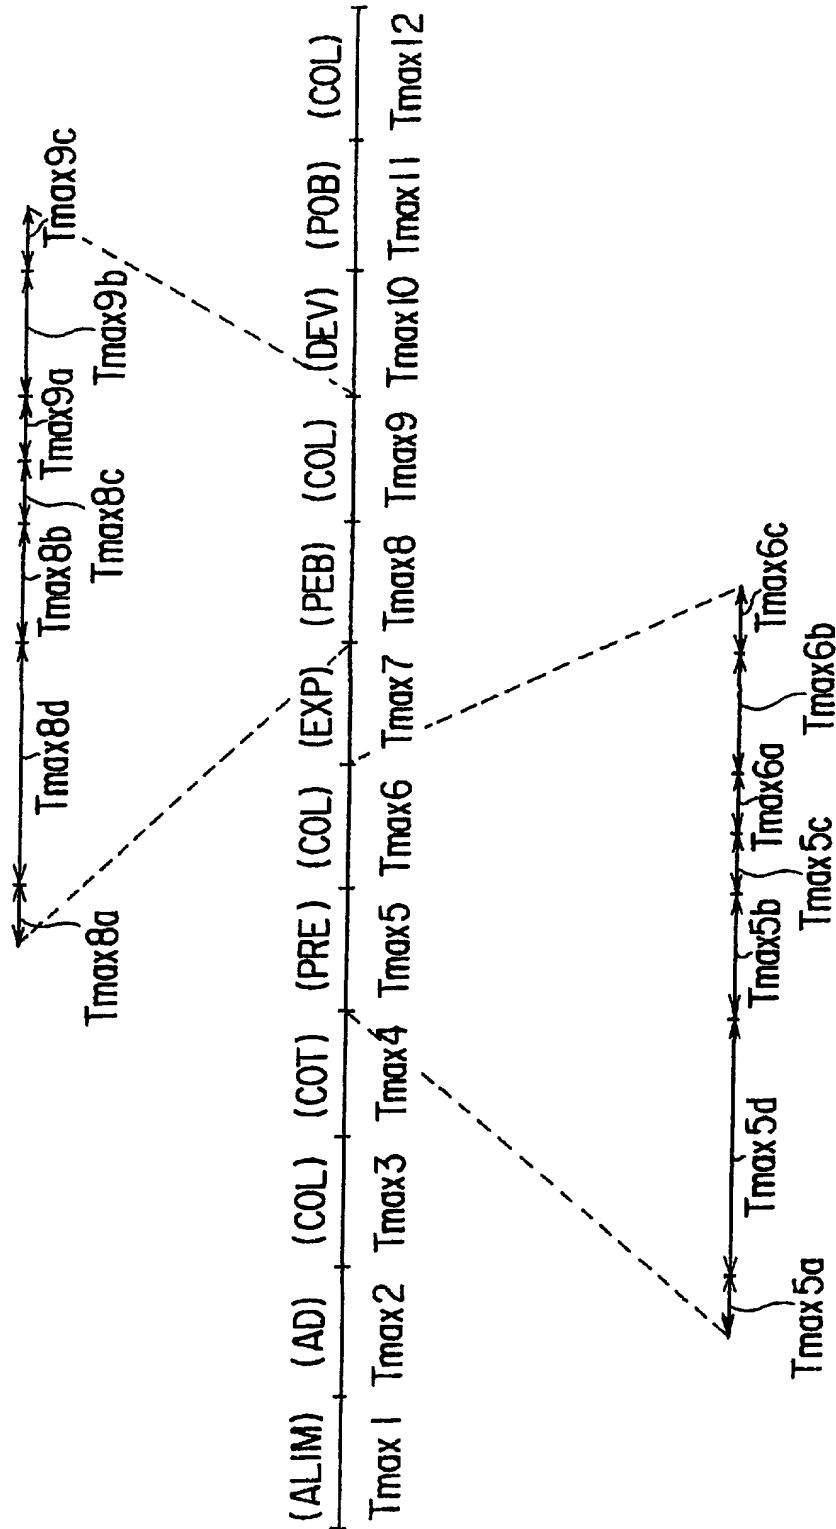 Tmax8a Tmax8d Tmax8b Tmax8c Tmax9a Tmax9b Tmax9c
(ALIM) (AD) (COL) (COT) (PRE) (COL) (EXP) (PEB) (COL) (DEV) (POB) (COL)
Tmax1 Tmax2 Tmax3 Tmax4 Tmax5 Tmax6 Tmax7 Tmax8 Tmax9 Tmax10 Tmax11 Tmax12
Tmax5a Tmax5d Tmax5b Tmax5c Tmax6a Tmax6b Tmax6c